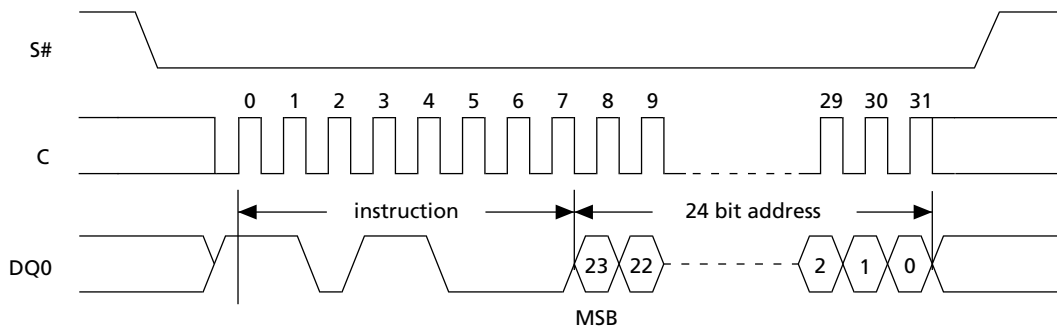 S#
0 1 2 3 4 5 6 7 8 9 29 30 31
C
instruction 24 bit address
DQ0 23 22 2 1 0
MSB